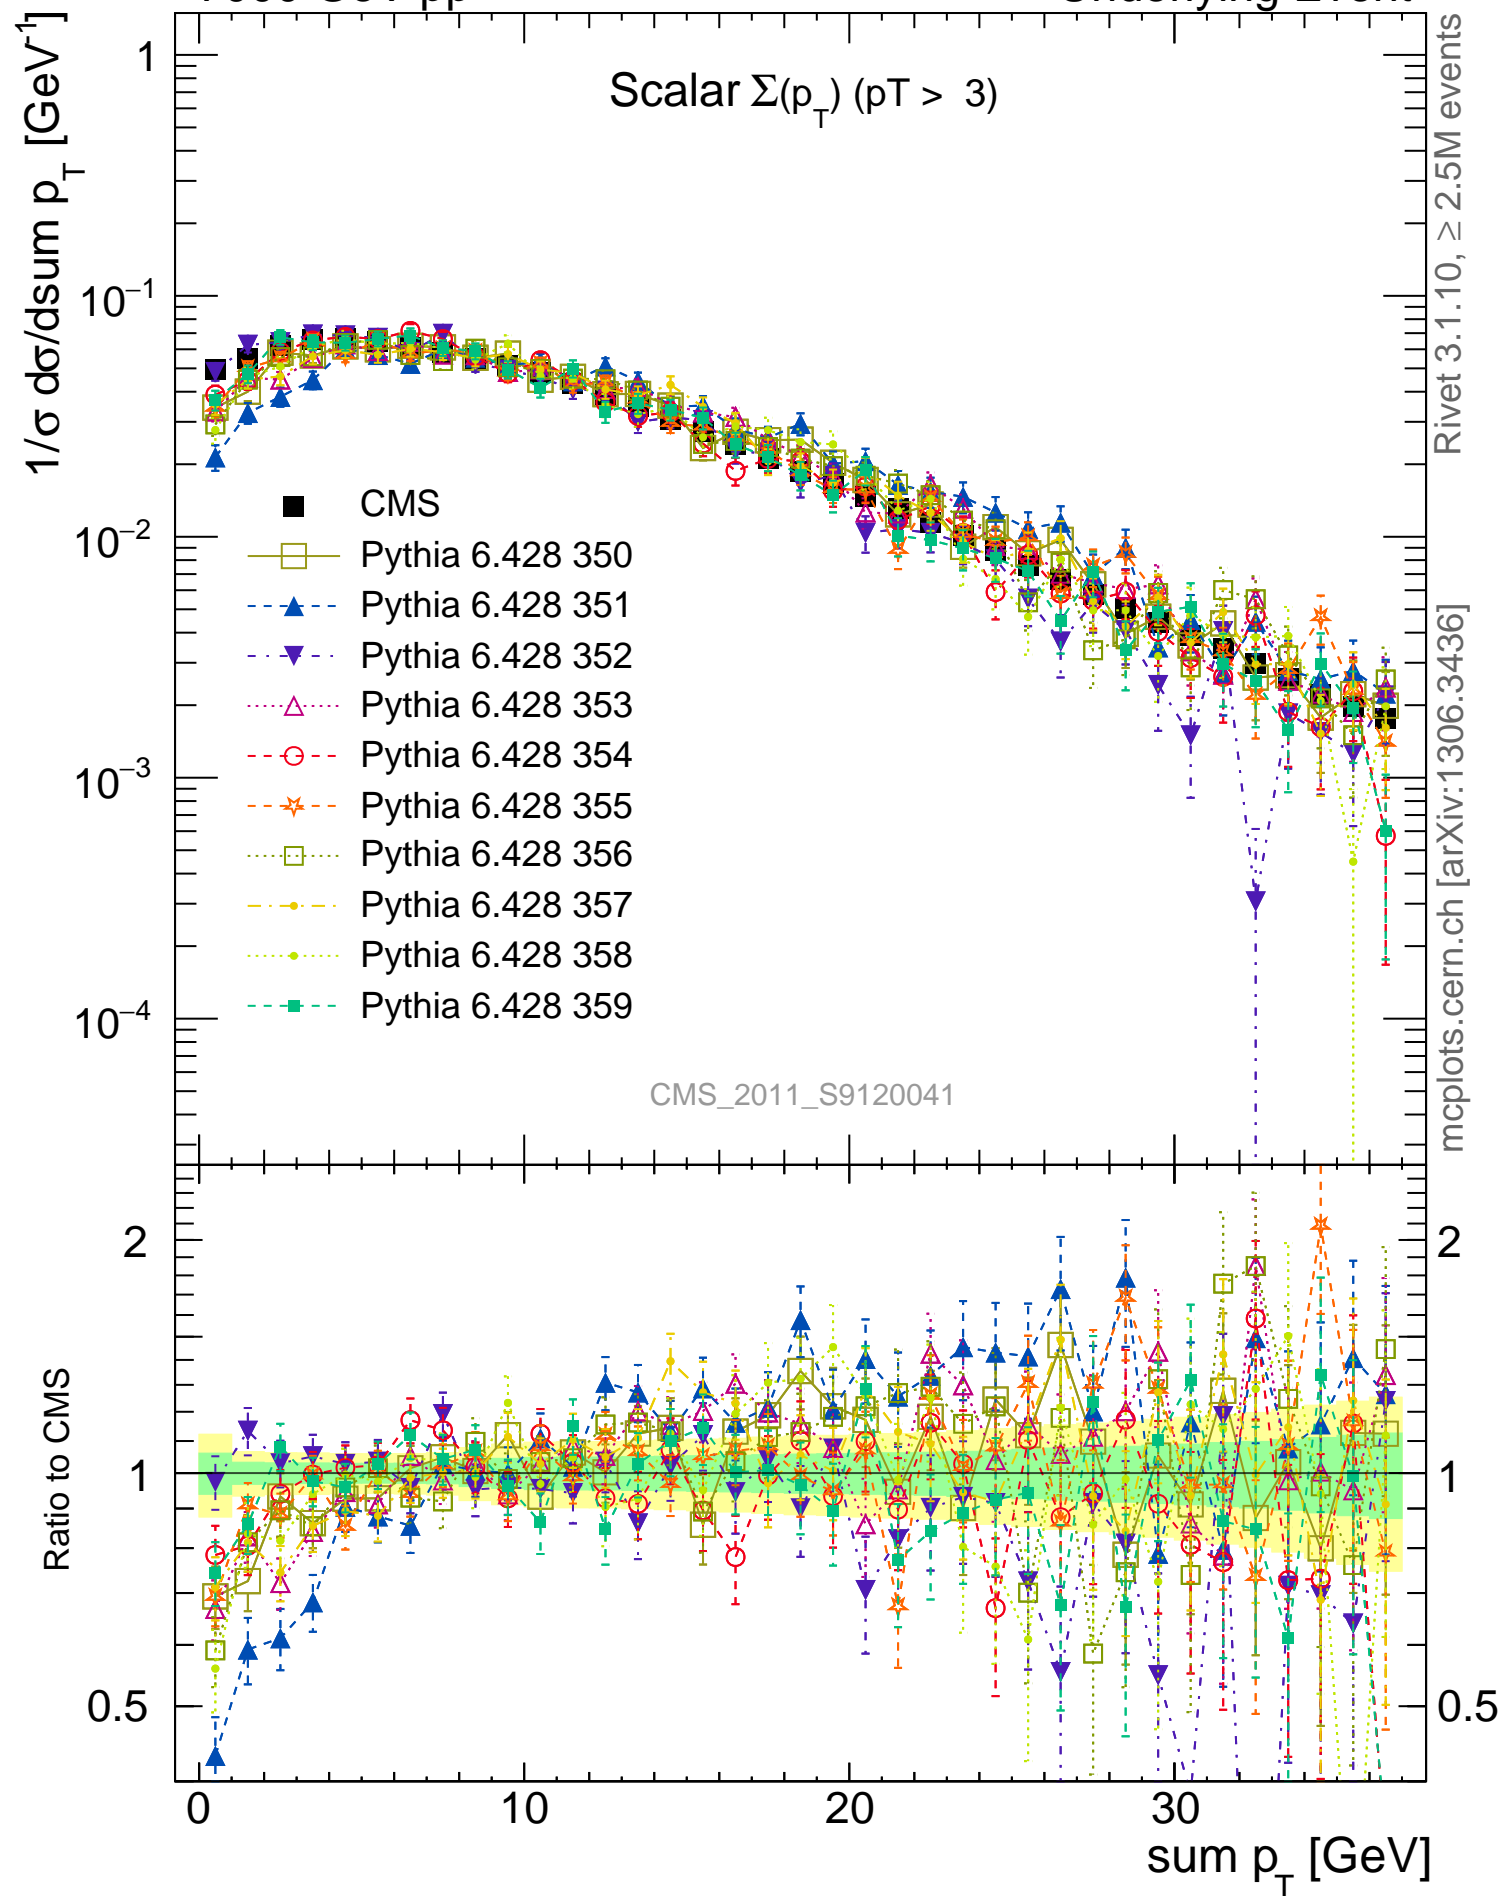 1/σ dσ/dsum p_T [GeV⁻¹]
Scalar Σ(p_T) (pT > 3)
1
10⁻¹
10⁻²
10⁻³
10⁻⁴
CMS
Pythia 6.428 350
Pythia 6.428 351
Pythia 6.428 352
Pythia 6.428 353
Pythia 6.428 354
Pythia 6.428 355
Pythia 6.428 356
Pythia 6.428 357
Pythia 6.428 358
Pythia 6.428 359
CMS_2011_S9120041
Rivet 3.1.10, ≥ 2.5M events
mcplots.cern.ch [arXiv:1306.3436]
Ratio to CMS
2
1
0.5
2
1
0.5
0 10 20 30
sum p_T [GeV]